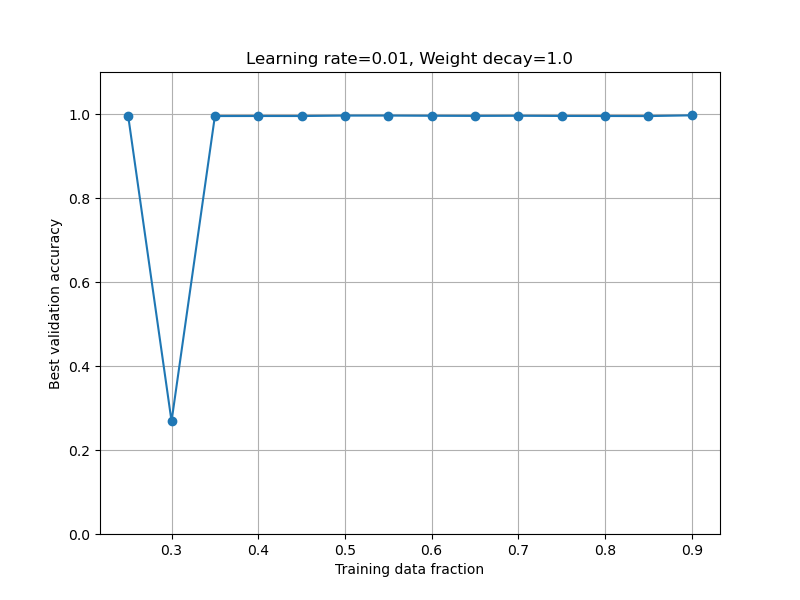 Learning rate=0.01, Weight decay=1.0
Best validation accuracy
1.0
0.8
0.6
0.4
0.2
0.0
0.3 0.4 0.5 0.6 0.7 0.8 0.9
Training data fraction